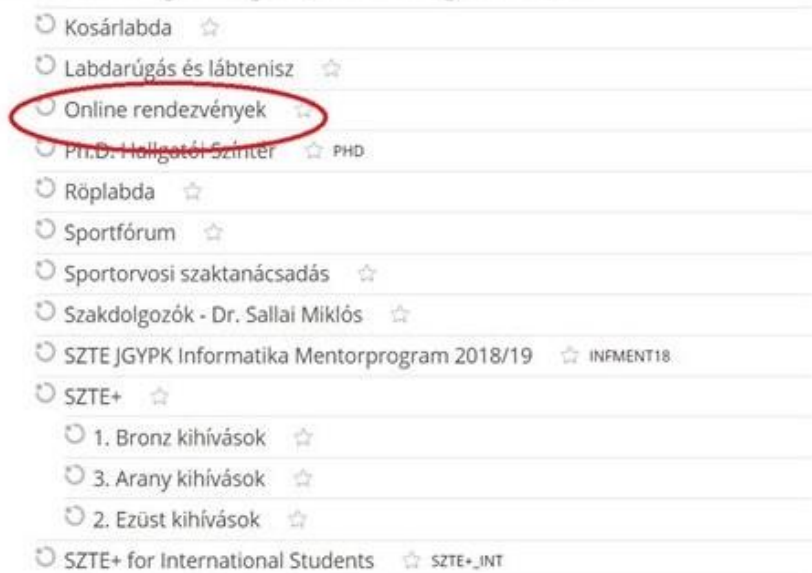 Kosárlabda
Labdarúgás és lábtenisz
Online rendezvények
Ph.D. Hallgatói Színtér PHD
Röplabda
Sportfórum
Sportorvosi szaktanácsadás
Szakdolgozók - Dr. Sallai Miklós
SZTE JGYPK Informatika Mentorprogram 2018/19 INFMENT18
SZTE+
1. Bronz kihívások
3. Arany kihívások
2. Ezüst kihívások
SZTE+ for International Students SZTE+_INT